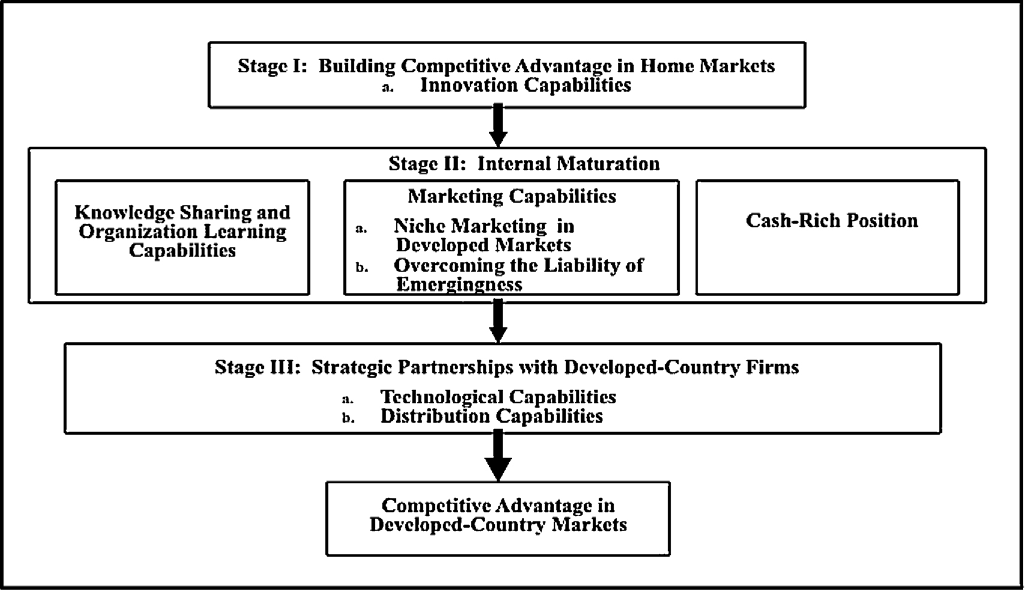 Stage I: Building Competitive Advantage in Home Markets
a. Innovation Capabilities
Stage II: Internal Maturation
Knowledge Sharing and
Organization Learning
Capabilities
Marketing Capabilities
a. Niche Marketing in
Developed Markets
b. Overcoming the Liability of
Emergingness
Cash-Rich Position
Stage III: Strategic Partnerships with Developed-Country Firms
a. Technological Capabilities
b. Distribution Capabilities
Competitive Advantage in
Developed-Country Markets